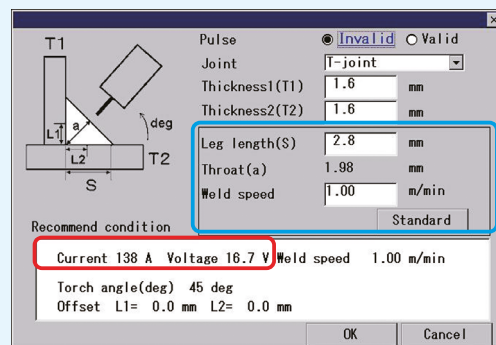 Pulse Invalid Valid
Joint T-joint
Thickness1(T1) 1.6 mm
Thickness2(T2) 1.6 mm
Leg length(S) 2.8 mm
Throat(a) 1.98 mm
Weld speed 1.00 m/min
Standard
T1
a
L1
L2
deg
T2
S
Recommend condition
Current 138 A Voltage 16.7 V Weld speed 1.00 m/min
Torch angle(deg) 45 deg
Offset L1= 0.0 mm L2= 0.0 mm
OK Cancel